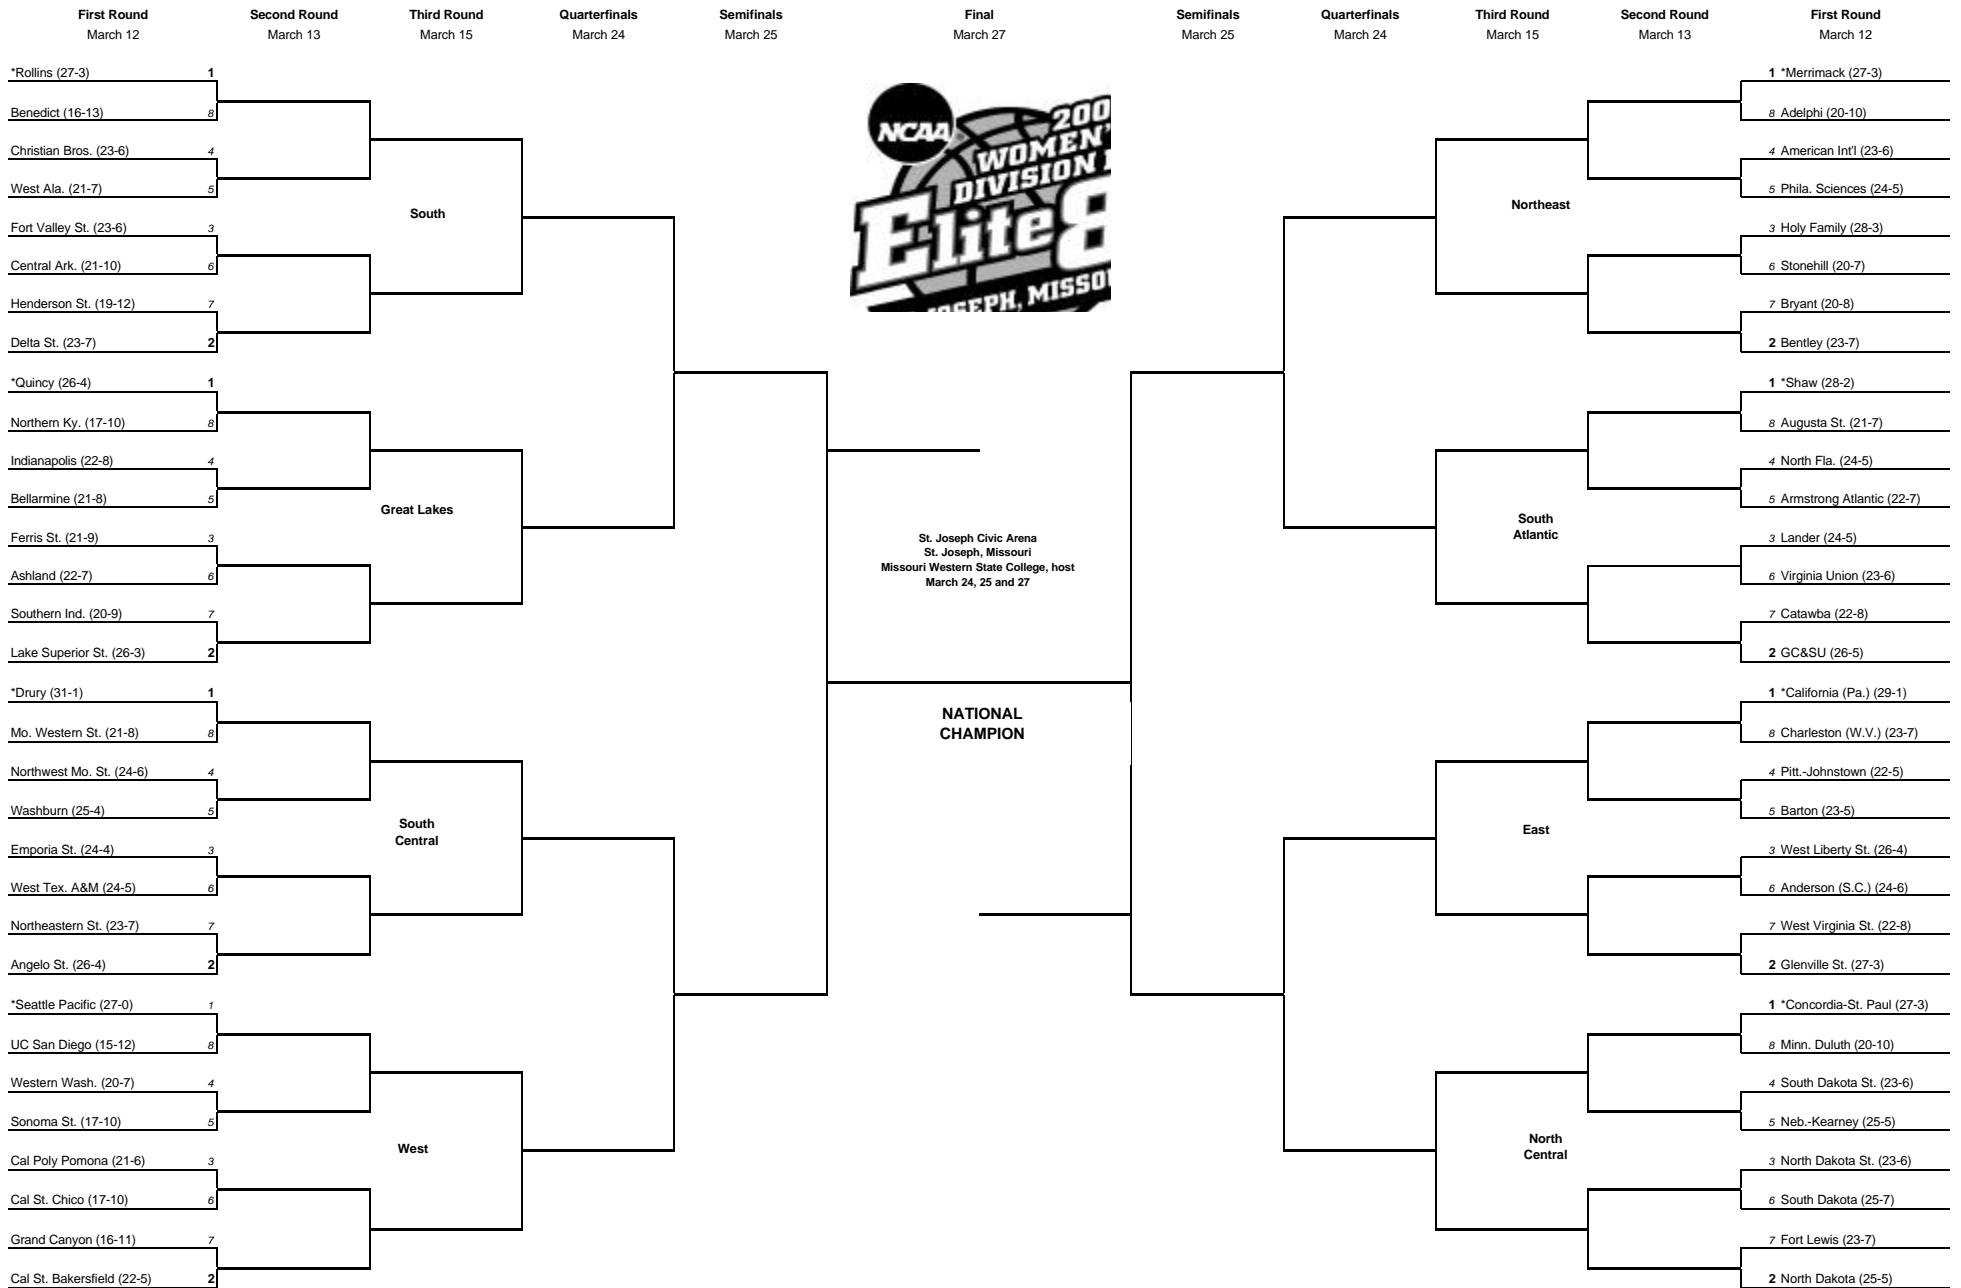 First Round Second Round Third Round Quarterfinals Semifinals Final Semifinals Quarterfinals Third Round Second Round First Round
March 12 March 13 March 15 March 24 March 25 March 27 March 25 March 24 March 15 March 13 March 12
*Rollins (27-3) 1
Benedict (16-13) 8
Christian Bros. (23-6) 4
West Ala. (21-7) 5
South
Fort Valley St. (23-6) 3
Central Ark. (21-10) 6
Henderson St. (19-12) 7
Delta St. (23-7) 2
*Quincy (26-4) 1
Northern Ky. (17-10) 8
Indianapolis (22-8) 4
Bellarmine (21-8) 5
Great Lakes
Ferris St. (21-9) 3
Ashland (22-7) 6
Southern Ind. (20-9) 7
Lake Superior St. (26-3) 2
*Drury (31-1) 1
Mo. Western St. (21-8) 8
Northwest Mo. St. (24-6) 4
Washburn (25-4) 5
South
Central
Emporia St. (24-4) 3
West Tex. A&M (24-5) 6
Northeastern St. (23-7) 7
Angelo St. (26-4) 2
*Seattle Pacific (27-0) 1
UC San Diego (15-12) 8
Western Wash. (20-7) 4
Sonoma St. (17-10) 5
West
Cal Poly Pomona (21-6) 3
Cal St. Chico (17-10) 6
Grand Canyon (16-11) 7
Cal St. Bakersfield (22-5) 2
NCAA
200
WOMEN'
DIVISION
Elite 8
JOSEPH, MISSO
St. Joseph Civic Arena
St. Joseph, Missouri
Missouri Western State College, host
March 24, 25 and 27
NATIONAL
CHAMPION
1 *Merrimack (27-3)
8 Adelphi (20-10)
4 American Int'l (23-6)
5 Phila. Sciences (24-5)
Northeast
3 Holy Family (28-3)
6 Stonehill (20-7)
7 Bryant (20-8)
2 Bentley (23-7)
1 *Shaw (28-2)
8 Augusta St. (21-7)
4 North Fla. (24-5)
5 Armstrong Atlantic (22-7)
South
Atlantic
3 Lander (24-5)
6 Virginia Union (23-6)
7 Catawba (22-8)
2 GC&SU (26-5)
1 *California (Pa.) (29-1)
8 Charleston (W.V.) (23-7)
4 Pitt.-Johnstown (22-5)
5 Barton (23-5)
East
3 West Liberty St. (26-4)
6 Anderson (S.C.) (24-6)
7 West Virginia St. (22-8)
2 Glenville St. (27-3)
1 *Concordia-St. Paul (27-3)
8 Minn. Duluth (20-10)
4 South Dakota St. (23-6)
5 Neb.-Kearney (25-5)
North
Central
3 North Dakota St. (23-6)
6 South Dakota (25-7)
7 Fort Lewis (23-7)
2 North Dakota (25-5)